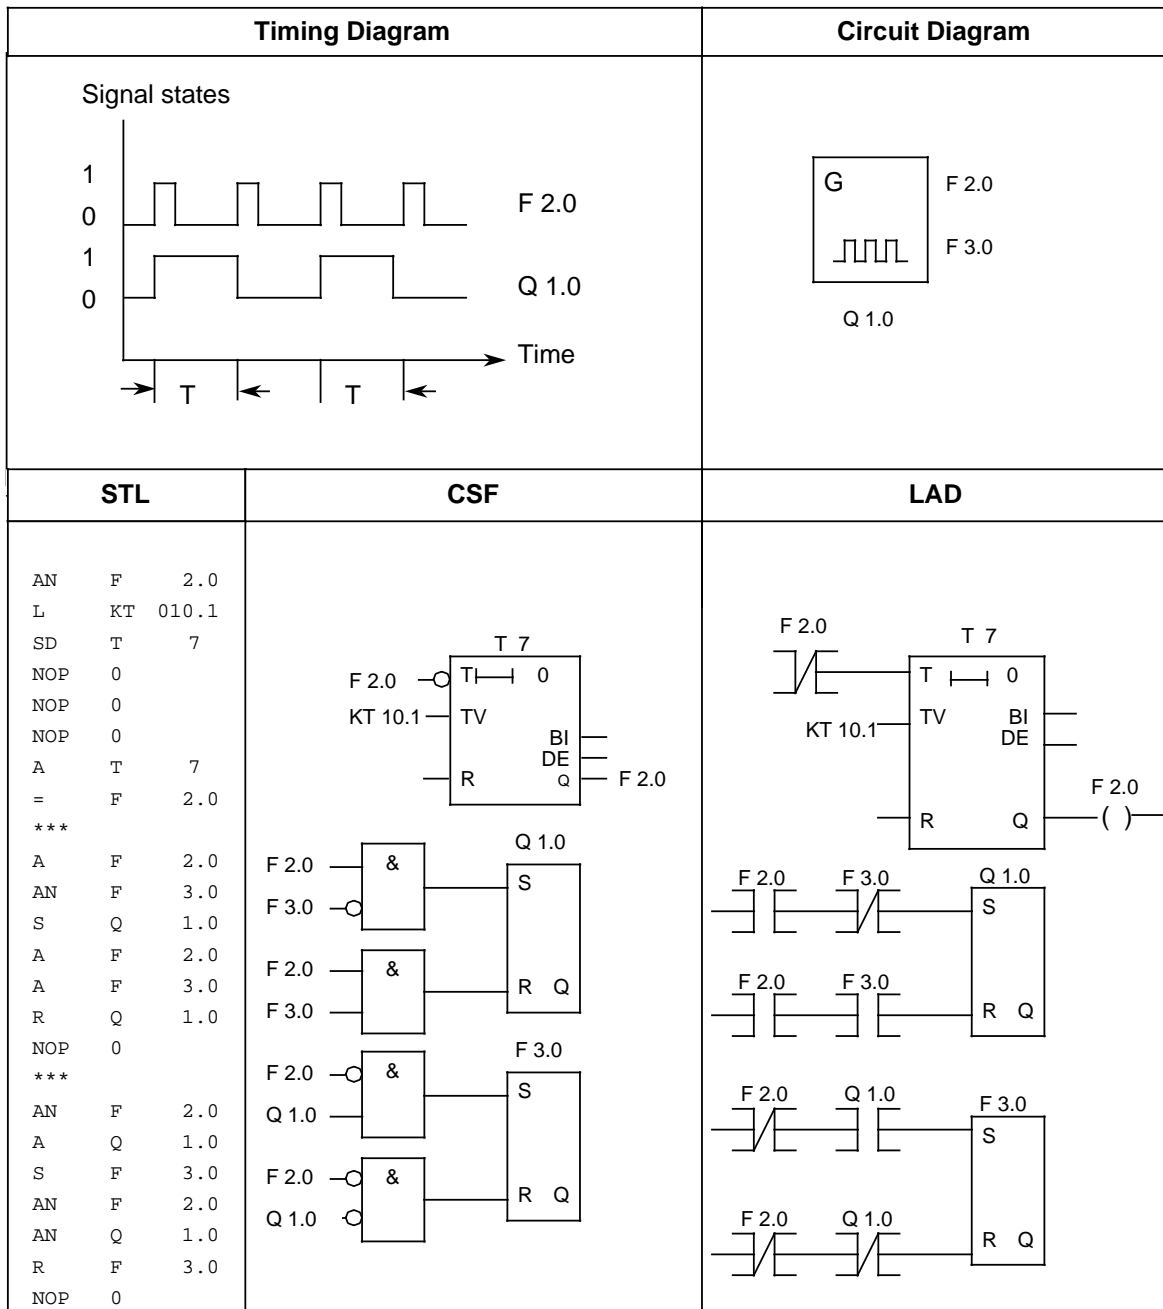 Timing Diagram
Circuit Diagram
Signal states
1
0
F 2.0
1
0
Q 1.0
Time
T
T
G
F 2.0
F 3.0
Q 1.0
STL
CSF
LAD
AN F 2.0
L KT 010.1
SD T 7
NOP 0
NOP 0
NOP 0
A T 7
= F 2.0
***
A F 2.0
AN F 3.0
S Q 1.0
A F 2.0
A F 3.0
R Q 1.0
NOP 0
***
AN F 2.0
A Q 1.0
S F 3.0
AN F 2.0
AN Q 1.0
R F 3.0
NOP 0
T 7
F 2.0
T 0
KT 10.1
TV
BI
DE
R
Q
F 2.0
Q 1.0
F 2.0
&
S
F 3.0
F 2.0
&
R Q
F 3.0
F 3.0
F 2.0
&
S
Q 1.0
F 2.0
&
R Q
Q 1.0
F 2.0
T 7
T 0
KT 10.1
TV
BI
DE
F 2.0
R
Q
( )
F 2.0
F 3.0
Q 1.0
S
F 2.0
F 3.0
R Q
F 2.0
Q 1.0
F 3.0
S
F 2.0
Q 1.0
R Q